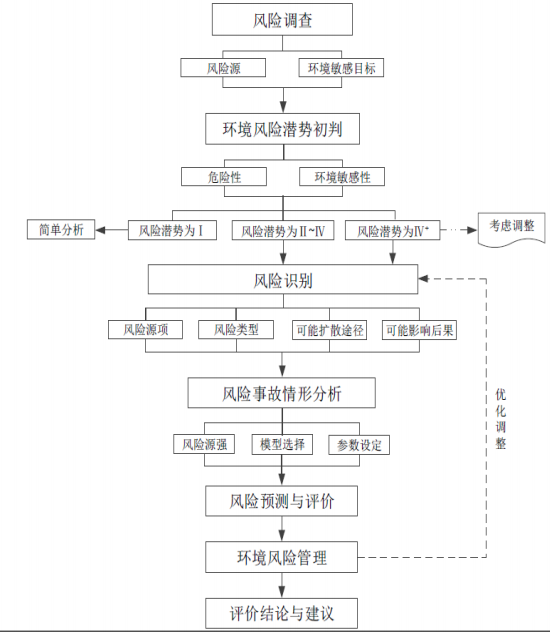 风险调查
风险源
环境敏感目标
环境风险潜势初判
危险性
环境敏感性
简单分析
风险潜势为Ⅰ
风险潜势为Ⅱ~Ⅳ
风险潜势为Ⅳ⁺
考虑调整
风险识别
风险源项
风险类型
可能扩散途径
可能影响后果
风险事故情形分析
优化调整
风险源强
模型选择
参数设定
风险预测与评价
环境风险管理
评价结论与建议